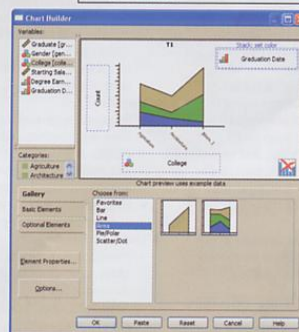 Chart Builder
Variables:
Graduate [gr...
Gender [gen...
College [colle...
Starting Sala...
Degree Earn...
Graduation D...
T1
Stack: set color
Graduation Date
Count
College
Categories:
Agriculture
Architecture
Chart preview uses example data
Gallery
Basic Elements
Optional Elements
Element Properties...
Options...
Choose from:
Favorites
Bar
Line
Area
Pie/Polar
Scatter/Dot
OK
Paste
Reset
Cancel
Help